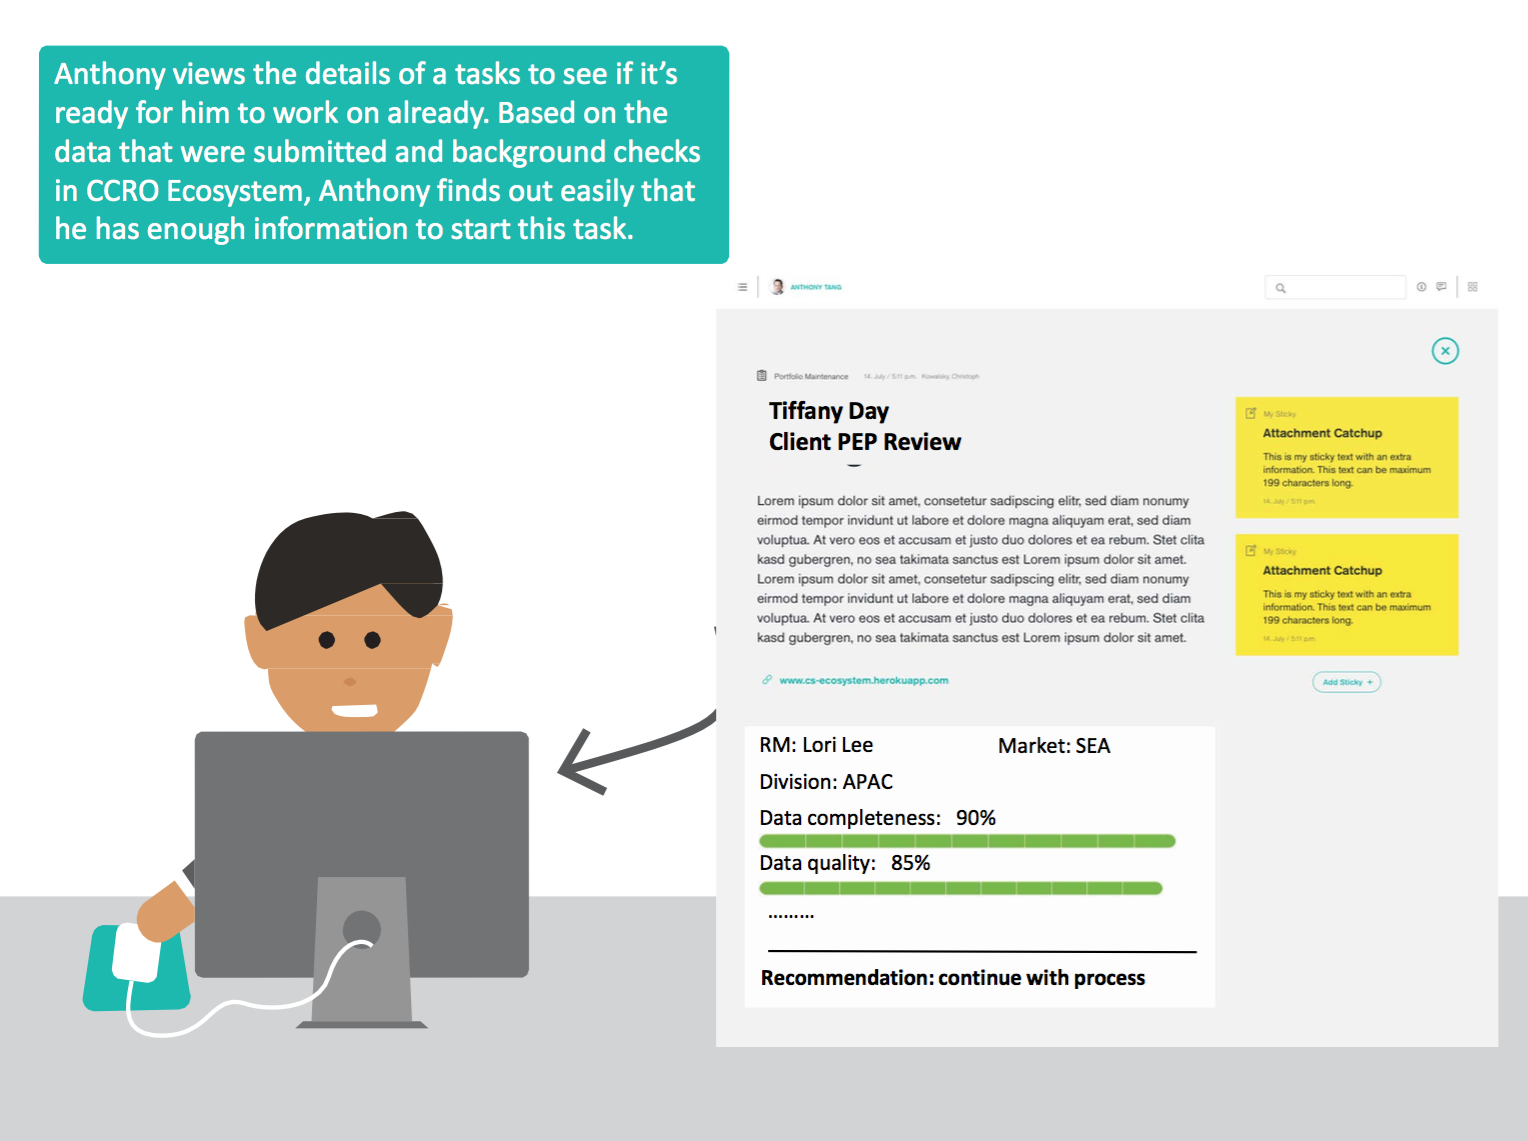 Anthony views the details of a tasks to see if it’s
ready for him to work on already. Based on the
data that were submitted and background checks
in CCRO Ecosystem, Anthony finds out easily that
he has enough information to start this task.
ANTHONY TANG
Portfolio Maintenance 14. July / 5:11 p.m. Kowalsky, Christoph
Tiffany Day
Client PEP Review
Lorem ipsum dolor sit amet, consetetur sadipscing elitr, sed diam nonumy
eirmod tempor invidunt ut labore et dolore magna aliquyam erat, sed diam
voluptua. At vero eos et accusam et justo duo dolores et ea rebum. Stet clita
kasd gubergren, no sea takimata sanctus est Lorem ipsum dolor sit amet.
Lorem ipsum dolor sit amet, consetetur sadipscing elitr, sed diam nonumy
eirmod tempor invidunt ut labore et dolore magna aliquyam erat, sed diam
voluptua. At vero eos et accusam et justo duo dolores et ea rebum. Stet clita
kasd gubergren, no sea takimata sanctus est Lorem ipsum dolor sit amet.
www.cs-ecosystem.herokuapp.com
My Sticky
Attachment Catchup
This is my sticky text with an extra
information. This text can be maximum
199 characters long.
14. July / 5:11 p.m.
My Sticky
Attachment Catchup
This is my sticky text with an extra
information. This text can be maximum
199 characters long.
14. July / 5:11 p.m.
Add Sticky +
RM: Lori Lee Market: SEA
Division: APAC
Data completeness: 90%
Data quality: 85%
.........
Recommendation: continue with process